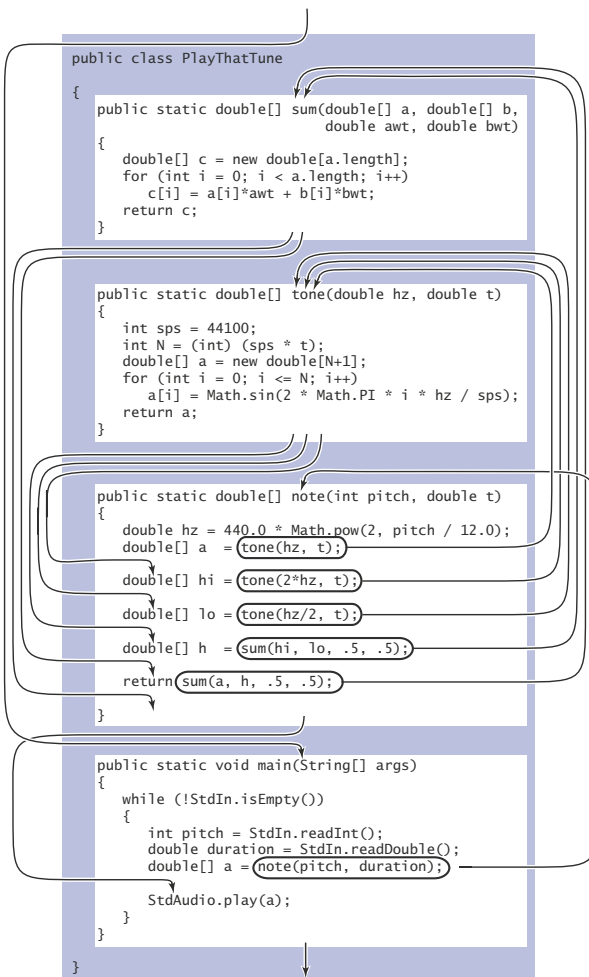 public class PlayThatTune
{
public static double[] sum(double[] a, double[] b,
double awt, double bwt)
{
double[] c = new double[a.length];
for (int i = 0; i < a.length; i++)
c[i] = a[i]*awt + b[i]*bwt;
return c;
}
public static double[] tone(double hz, double t)
{
int sps = 44100;
int N = (int) (sps * t);
double[] a = new double[N+1];
for (int i = 0; i <= N; i++)
a[i] = Math.sin(2 * Math.PI * i * hz / sps);
return a;
}
public static double[] note(int pitch, double t)
{
double hz = 440.0 * Math.pow(2, pitch / 12.0);
double[] a  = tone(hz, t);
double[] hi = tone(2*hz, t);
double[] lo = tone(hz/2, t);
double[] h  = sum(hi, lo, .5, .5);
return sum(a, h, .5, .5);
}
public static void main(String[] args)
{
while (!StdIn.isEmpty())
{
int pitch = StdIn.readInt();
double duration = StdIn.readDouble();
double[] a = note(pitch, duration);
StdAudio.play(a);
}
}
}